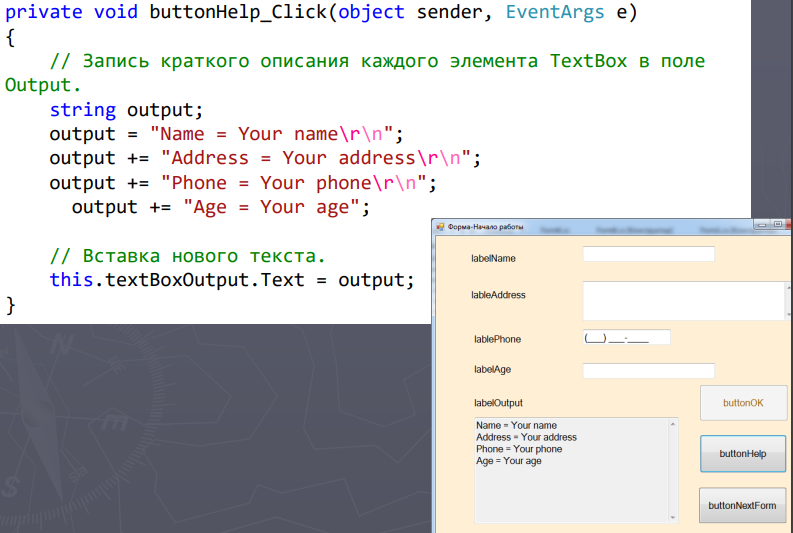 private void buttonHelp_Click(object sender, EventArgs e)
{
// Запись краткого описания каждого элемента TextBox в поле
Output.
string output;
output = "Name = Your name\r\n";
output += "Address = Your address\r\n";
output += "Phone = Your phone\r\n";
output += "Age = Your age";
// Вставка нового текста.
this.textBoxOutput.Text = output;
}
Форма-Начало работы
labelName
lableAddress
lablePhone
(___) ___-____
labelAge
labelOutput
buttonOK
Name = Your name
Address = Your address
Phone = Your phone
Age = Your age
buttonHelp
buttonNextForm